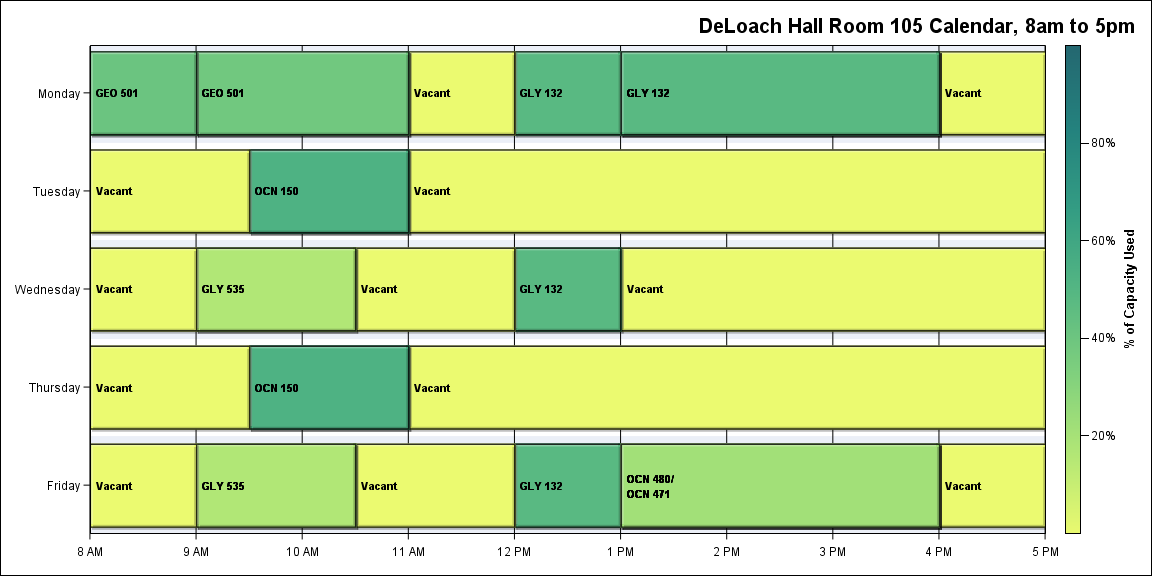 DeLoach Hall Room 105 Calendar, 8am to 5pm
Monday
GEO 501
GEO 501
Vacant
GLY 132
GLY 132
Vacant
Tuesday
Vacant
OCN 150
Vacant
Wednesday
Vacant
GLY 535
Vacant
GLY 132
Vacant
Thursday
Vacant
OCN 150
Vacant
Friday
Vacant
GLY 535
Vacant
GLY 132
OCN 480/
OCN 471
Vacant
8 AM
9 AM
10 AM
11 AM
12 PM
1 PM
2 PM
3 PM
4 PM
5 PM
80%
60%
40%
20%
% of Capacity Used